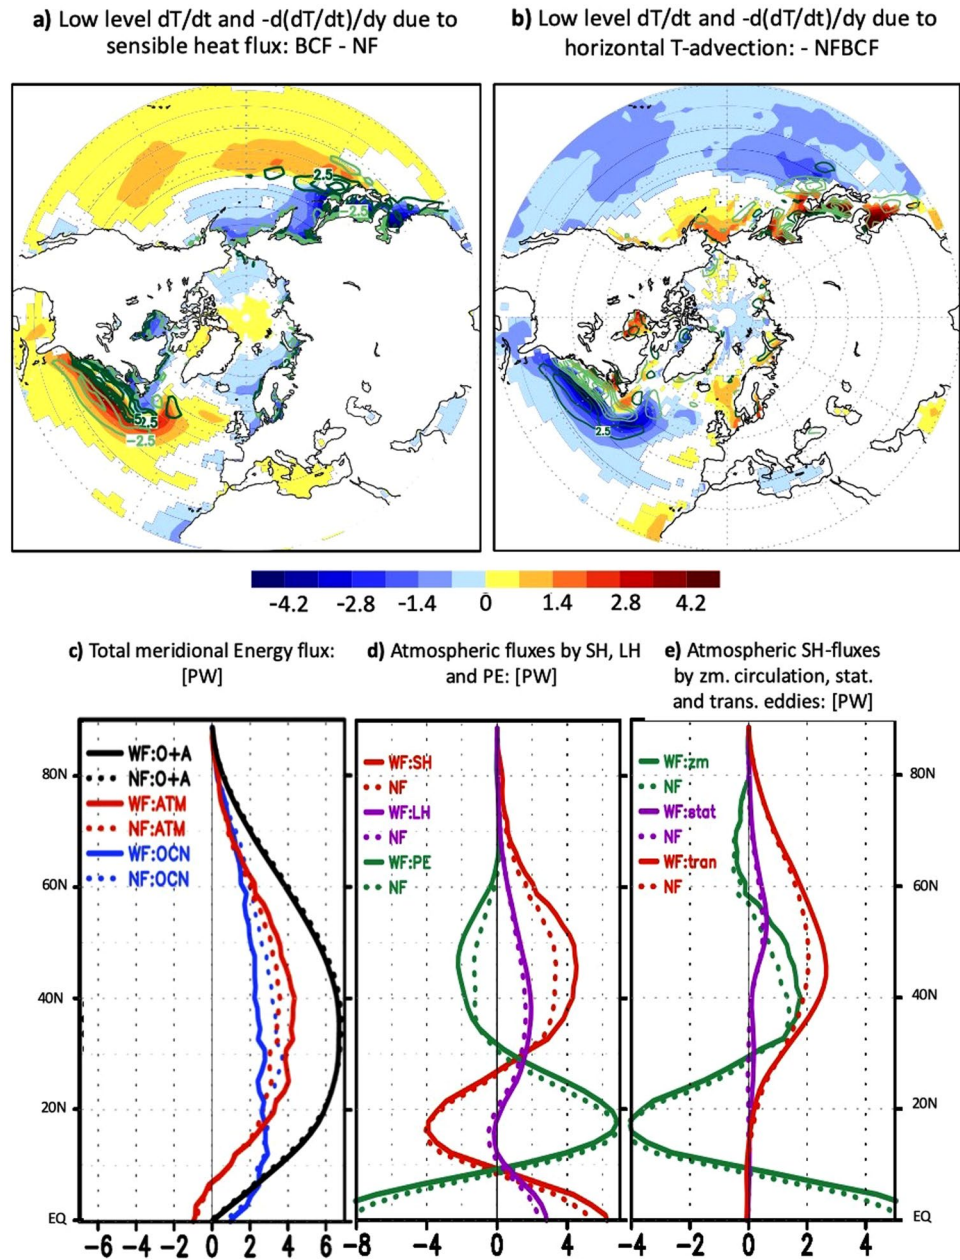 a) Low level dT/dt and -d(dT/dt)/dy due to
sensible heat flux: BCF - NF
b) Low level dT/dt and -d(dT/dt)/dy due to
horizontal T-advection: - NFBCF
2.5
-2.5
2.5
-2.5
2.5
-4.2 -2.8 -1.4 0 1.4 2.8 4.2
c) Total meridional Energy flux:
[PW]
d) Atmospheric fluxes by SH, LH
and PE: [PW]
e) Atmospheric SH-fluxes
by zm. circulation, stat.
and trans. eddies: [PW]
80N
60N
40N
20N
EQ
WF:O+A
NF:O+A
WF:ATM
NF:ATM
WF:OCN
NF:OCN
-6 -4 -2 0 2 4 6
WF:SH
NF
WF:LH
NF
WF:PE
NF
-8 -4 0 4
WF:zm
NF
WF:stat
NF
WF:tran
NF
-4 -2 0 2 4
80N
60N
40N
20N
EQ